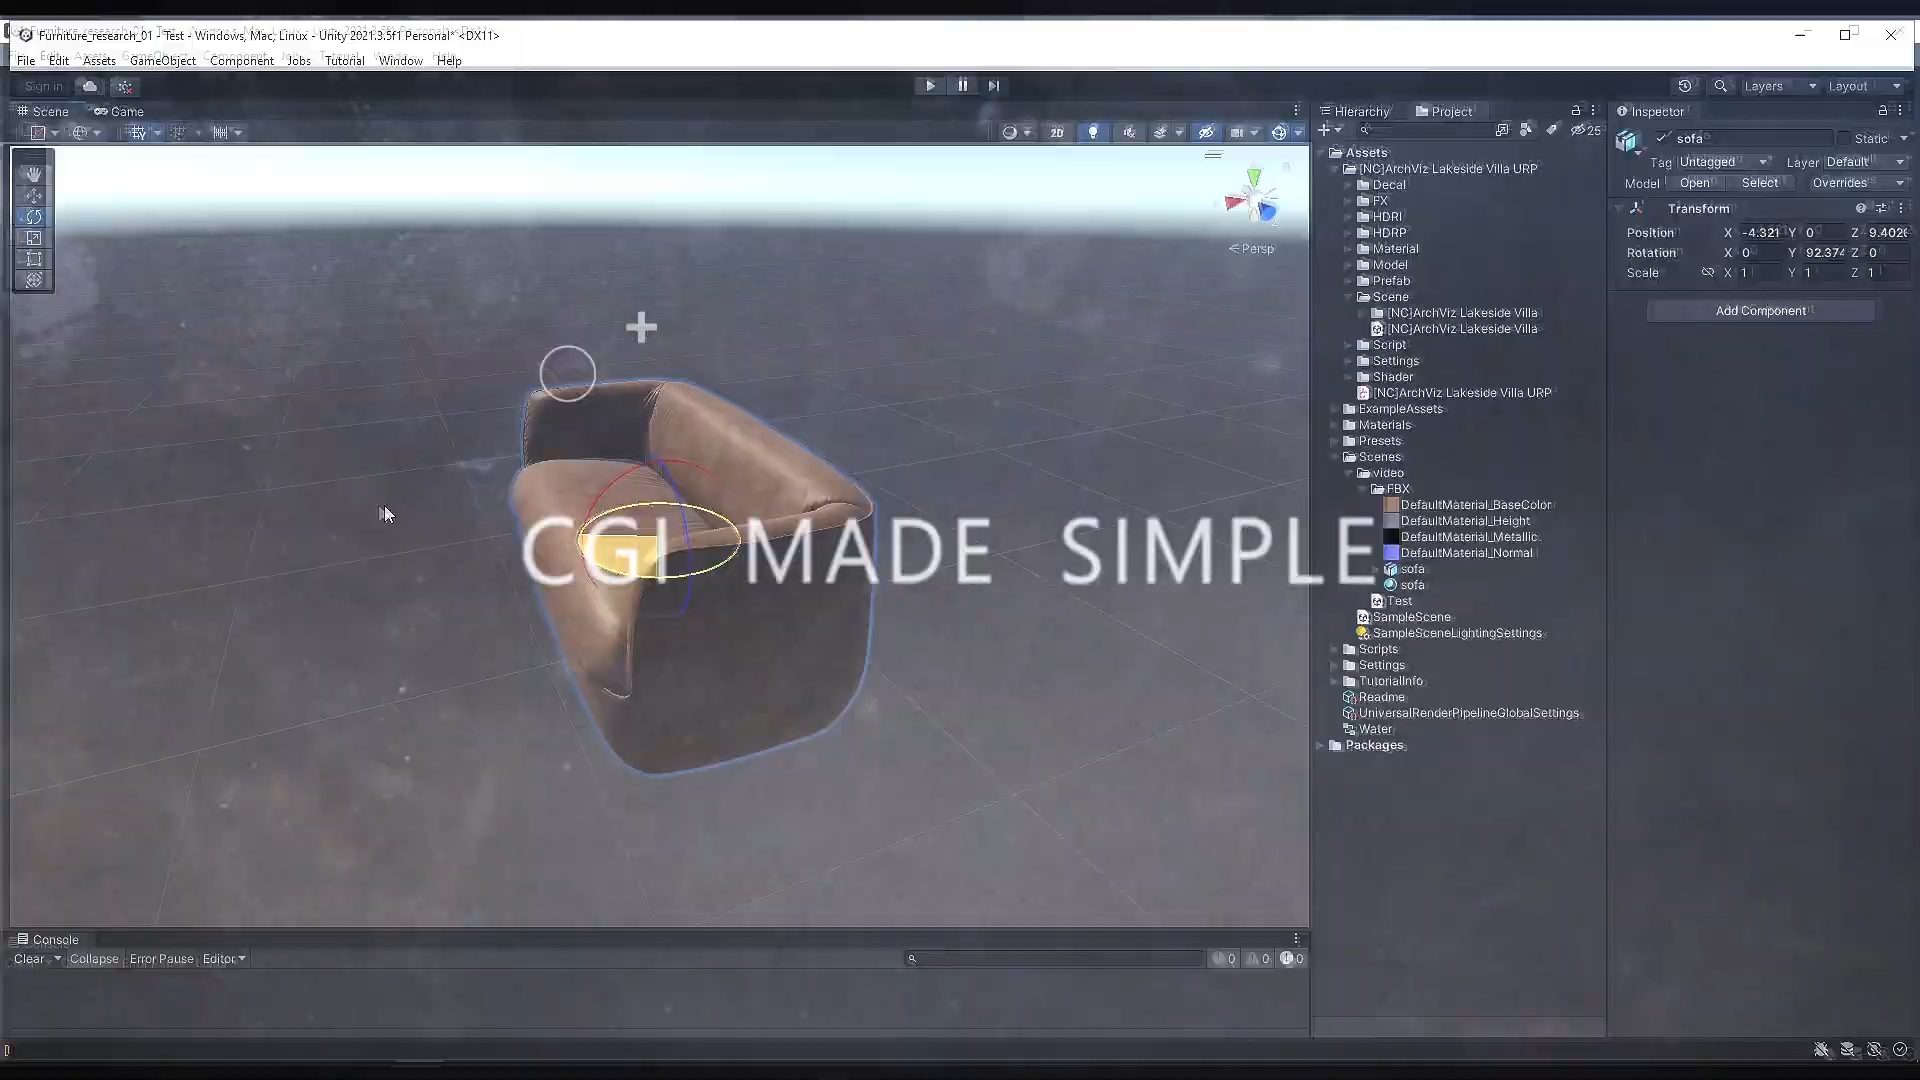 Furniture_research_01 - Test - Windows, Mac, Linux - Unity 2021.3.5f1 Personal* <DX11>
File Edit Assets GameObject Component Jobs Tutorial Window Help
Sign in
Layers Layout
Scene Game
2D
Persp
CGI MADE SIMPLE
Console
Clear Collapse Error Pause Editor
0 0 0
Hierarchy Project
25
Assets
[NC]ArchViz Lakeside Villa URP
Decal
FX
HDRI
HDRP
Material
Model
Prefab
Scene
[NC]ArchViz Lakeside Villa
[NC]ArchViz Lakeside Villa
Script
Settings
Shader
[NC]ArchViz Lakeside Villa URP
ExampleAssets
Materials
Presets
Scenes
video
FBX
DefaultMaterial_BaseColor
DefaultMaterial_Height
DefaultMaterial_Metallic
DefaultMaterial_Normal
sofa
sofa
Test
SampleScene
SampleSceneLightingSettings
Scripts
Settings
TutorialInfo
Readme
UniversalRenderPipelineGlobalSettings
Water
Packages
Inspector
sofa Static
Tag Untagged Layer Default
Model Open Select Overrides
Transform
Position X -4.321 Y 0 Z 9.402
Rotation X 0 Y 92.374 Z 0
Scale X 1 Y 1 Z 1
Add Component